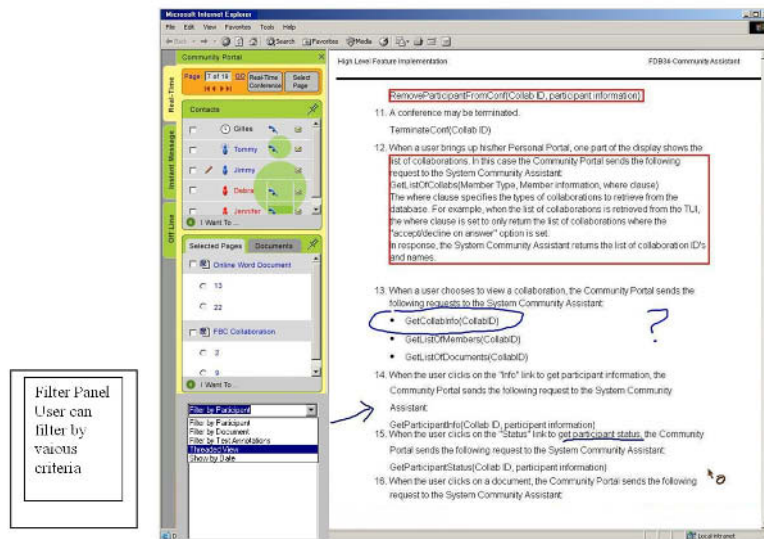 Microsoft Internet Explorer
File Edit View Favorites Tools Help
Back Search Favorites Media
Community Portal X
Real-Time
Instant Message
Off Line
Page 7 of 18 GO
Real-Time Conference
Select Page
Contacts
Gilles
Tommy
Jimmy
Debra
Jennifer
I Want To ...
Selected Pages Documents
Online Word Document
13
22
FBC Collaboration
3
9
I Want To ...
Filter by Participant
Filter by Participant
Filter by Document
Filter by Text Annotations
Threaded View
Show by Date
Filter Panel
User can
filter by
vaious
criteria
High Level Feature Implementation FDB34-Community Assistant
RemoveParticipantFromConf(Collab ID, participant information)
11. A conference may be terminated.
TerminateConf(Collab ID)
12. When a user brings up his/her Personal Portal, one part of the display shows the
list of collaborations. In this case the Community Portal sends the following
request to the System Community Assistant:
GetListOfCollabs(Member Type, Member information, where clause)
The where clause specifies the types of collaborations to retrieve from the
database. For example, when the list of collaborations is retrieved from the TUI,
the where clause is set to only return the list of collaborations where the
"accept/decline on answer" option is set.
In response, the System Community Assistant returns the list of collaboration ID's
and names.
13. When a user chooses to view a collaboration, the Community Portal sends the
following requests to the System Community Assistant:
• GetCollabInfo(CollabID)
?
• GetListOfMembers(CollabID)
• GetListOfDocuments(CollabID)
14. When the user clicks on the "Info" link to get participant information, the
Community Portal sends the following request to the System Community
Assistant:
GetParticipantInfo(Collab ID, participant information)
15. When the user clicks on the "Status" link to get participant status, the Community
Portal sends the following request to the System Community Assistant:
GetParticipantStatus(Collab ID, participant information)
16. When the user clicks on a document, the Community Portal sends the following
request to the System Community Assistant:
Local intranet